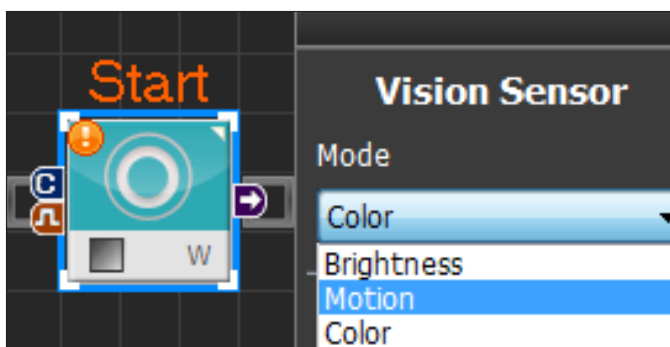 Start
C
W
Vision Sensor
Mode
Color
Brightness
Motion
Color